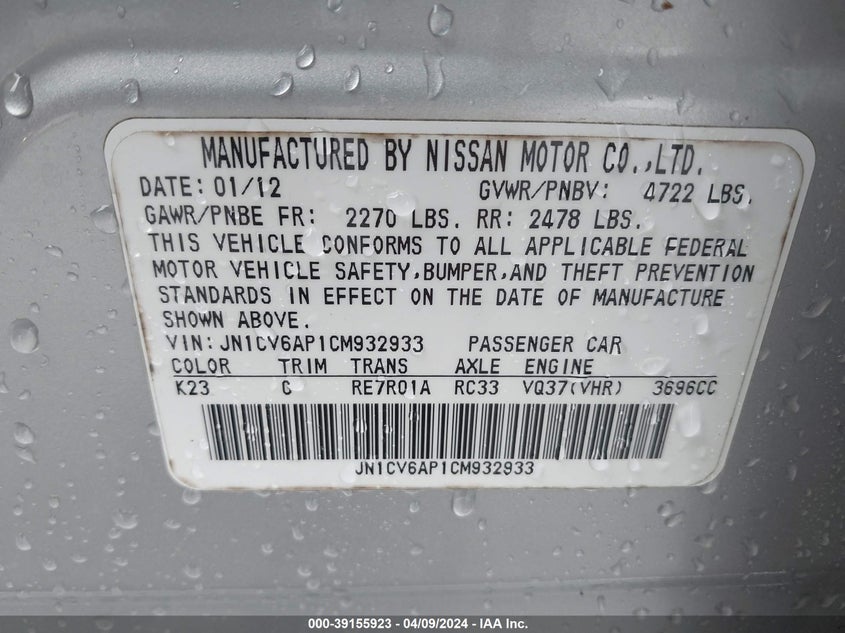 MANUFACTURED BY NISSAN MOTOR CO.,LTD.
DATE: 01/12 GVWR/PNBV: 4722 LBS.
GAWR/PNBE FR: 2270 LBS. RR: 2478 LBS.
THIS VEHICLE CONFORMS TO ALL APPLICABLE FEDERAL
MOTOR VEHICLE SAFETY,BUMPER,AND THEFT PREVENTION
STANDARDS IN EFFECT ON THE DATE OF MANUFACTURE
SHOWN ABOVE.
VIN: JN1CV6AP1CM932933 PASSENGER CAR
COLOR TRIM TRANS AXLE ENGINE
K23 G RE7R01A RC33 VQ37(VHR) 3696CC
JN1CV6AP1CM932933
000-39155923 - 04/09/2024 - IAA Inc.